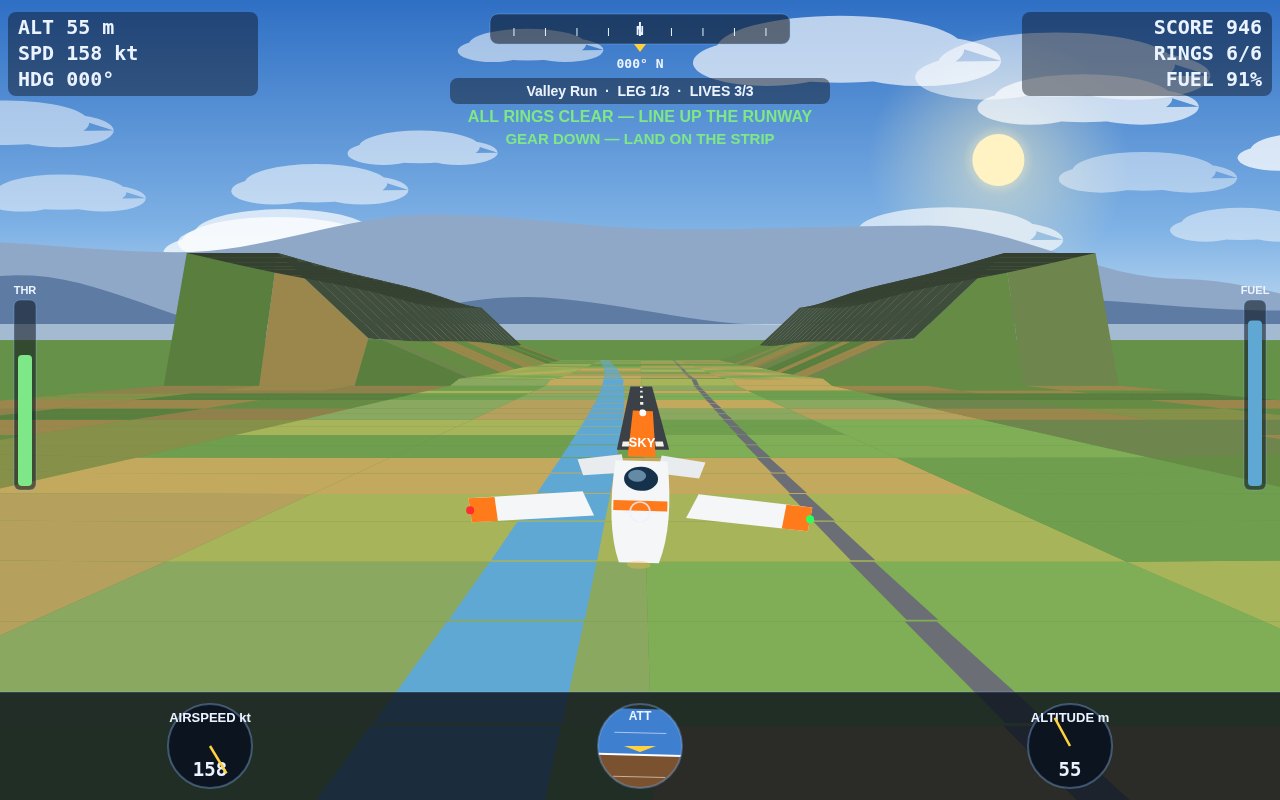 ALT 55 m
SPD 158 kt
HDG 000°
N
000° N
SCORE 946
RINGS 6/6
FUEL 91%
Valley Run · LEG 1/3 · LIVES 3/3
ALL RINGS CLEAR — LINE UP THE RUNWAY
GEAR DOWN — LAND ON THE STRIP
THR
FUEL
SKY
AIRSPEED kt
158
ATT
ALTITUDE m
55